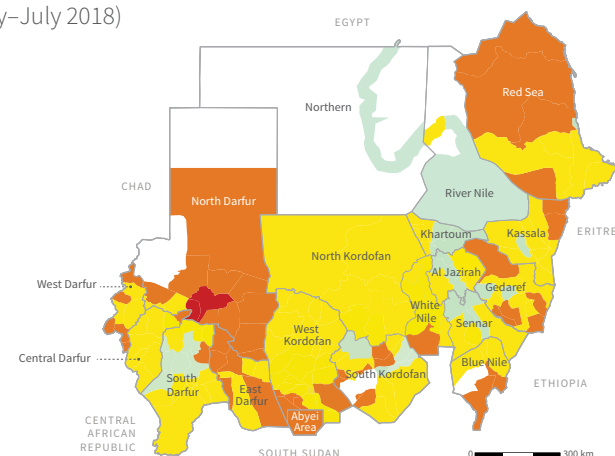 y–July 2018)
EGYPT
Red Sea
Northern
CHAD
North Darfur
River Nile
Khartoum
Kassala
ERITRE
North Kordofan
Al Jazirah
West Darfur
Gedaref
White
Nile
Sennar
West
Kordofan
Central Darfur
Blue Nile
South
Darfur
South Kordofan
ETHIOPIA
East
Darfur
Abyei
Area
CENTRAL
AFRICAN
REPUBLIC
SOUTH SUDAN
0 300 km